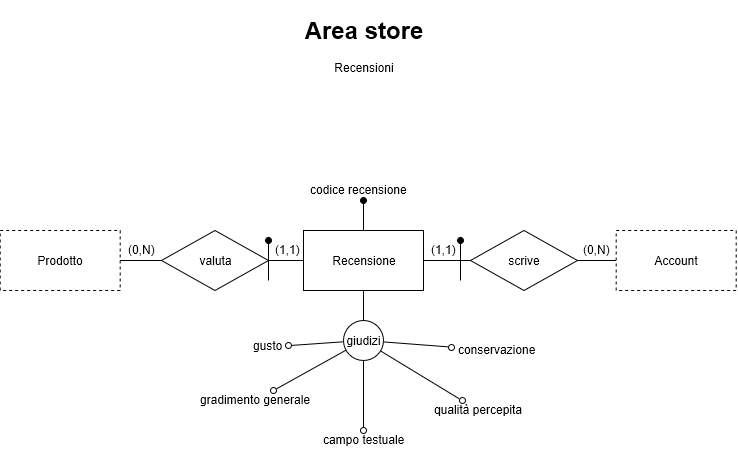 Area store
Recensioni
codice recensione
Prodotto
(0,N)
valuta
(1,1)
Recensione
(1,1)
scrive
(0,N)
Account
giudizi
gusto
conservazione
gradimento generale
qualità percepita
campo testuale